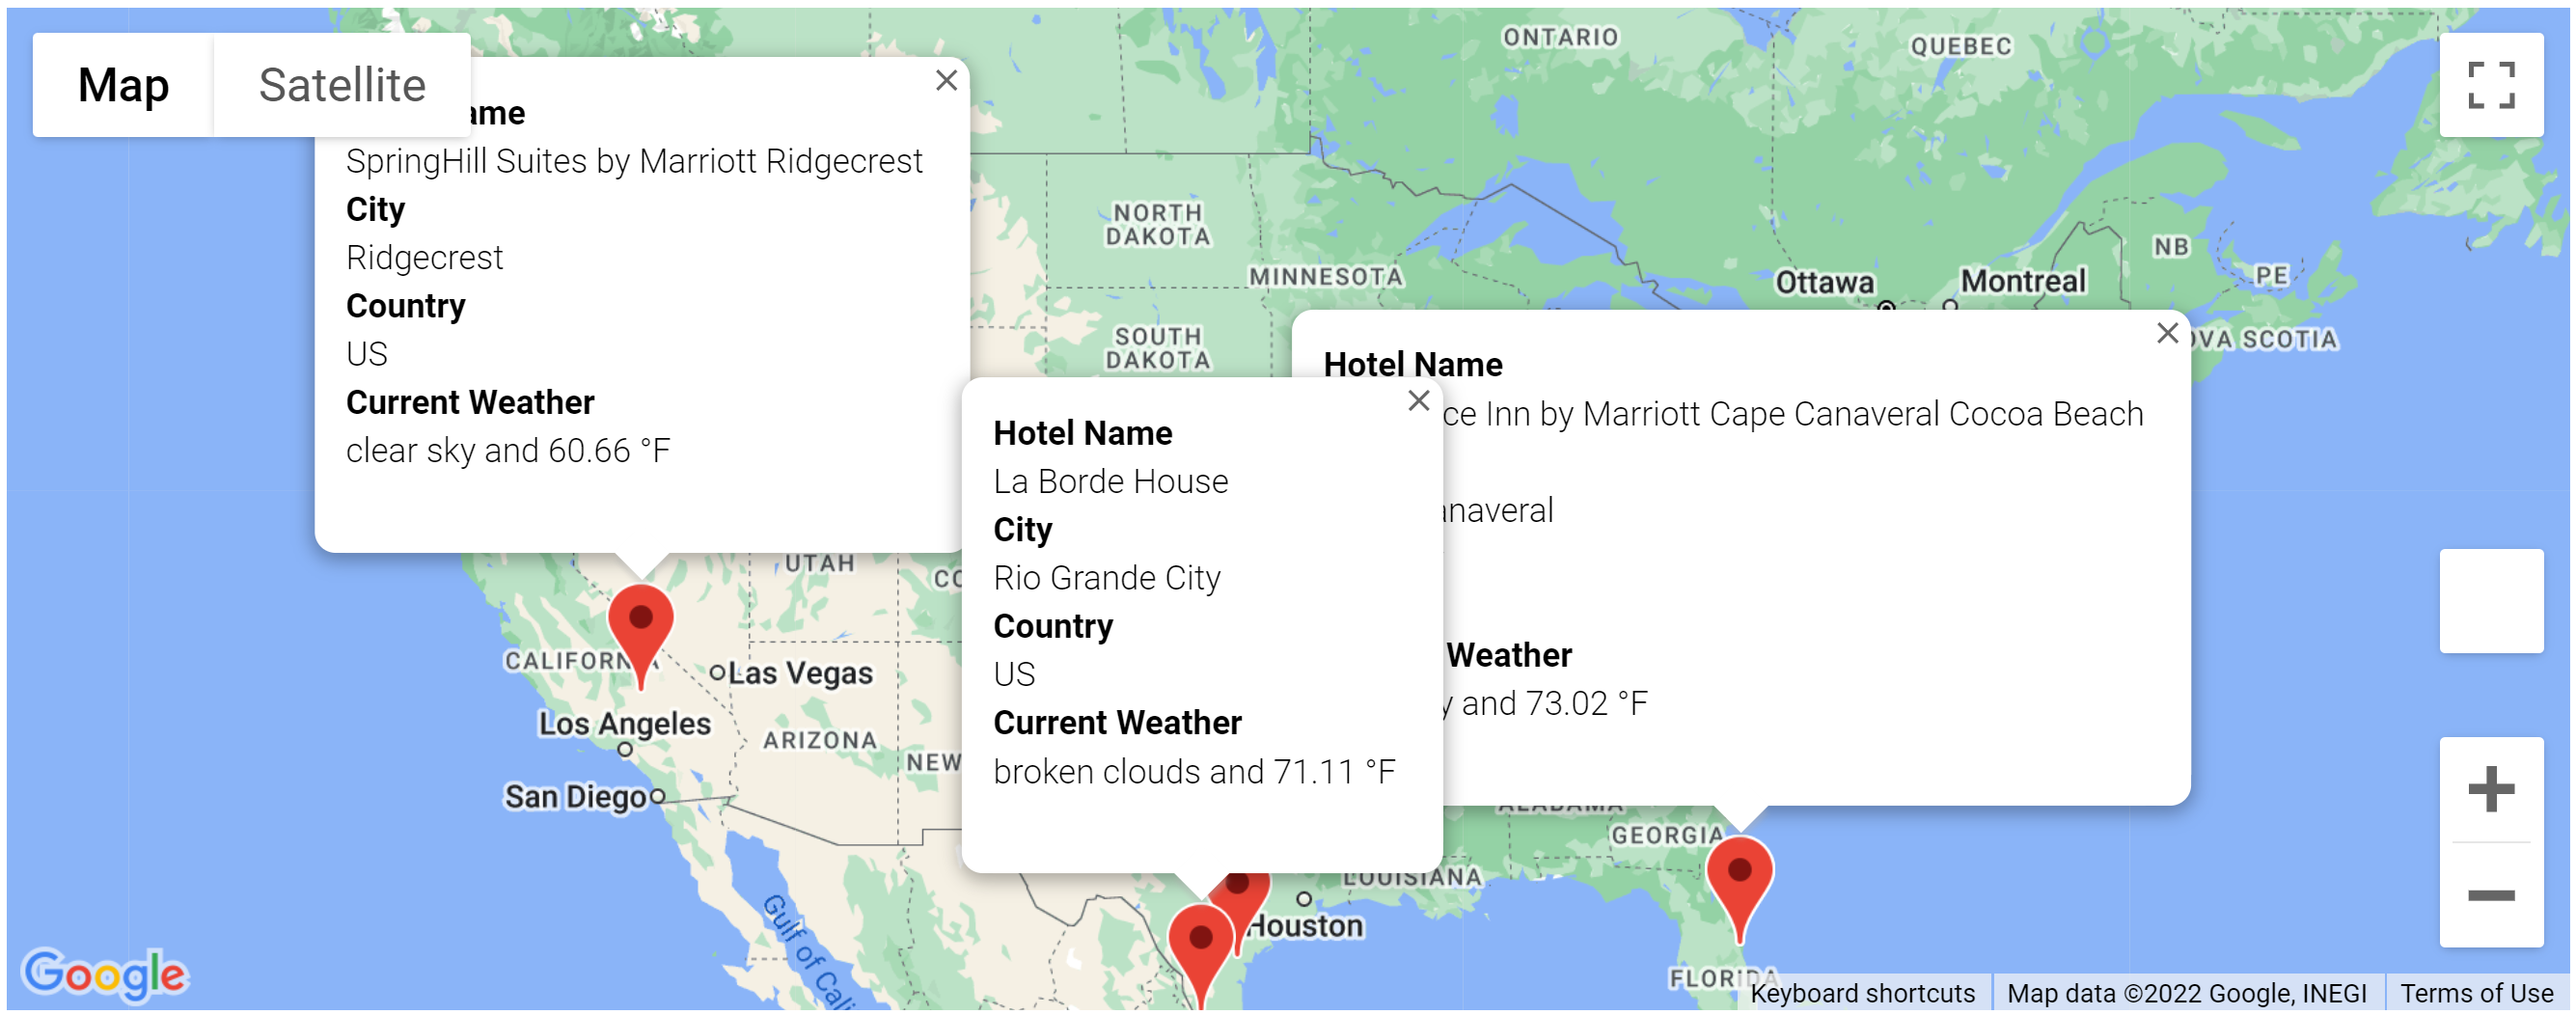 Map
Satellite
ame
SpringHill Suites by Marriott Ridgecrest
City
Ridgecrest
Country
US
Current Weather
clear sky and 60.66 °F
Hotel Name
La Borde House
City
Rio Grande City
Country
US
Current Weather
broken clouds and 71.11 °F
Hotel Name
ce Inn by Marriott Cape Canaveral Cocoa Beach
anaveral
Weather
y and 73.02 °F
ONTARIO
QUEBEC
NORTH
DAKOTA
MINNESOTA
SOUTH
DAKOTA
Ottawa
Montreal
NB
PE
OVA SCOTIA
UTAH
CO
CALIFORNIA
Las Vegas
Los Angeles
ARIZONA
NEW
San Diego
ALABAMA
GEORGIA
LOUISIANA
Houston
FLORIDA
Gulf of Cali
Google
Keyboard shortcuts
Map data ©2022 Google, INEGI
Terms of Use